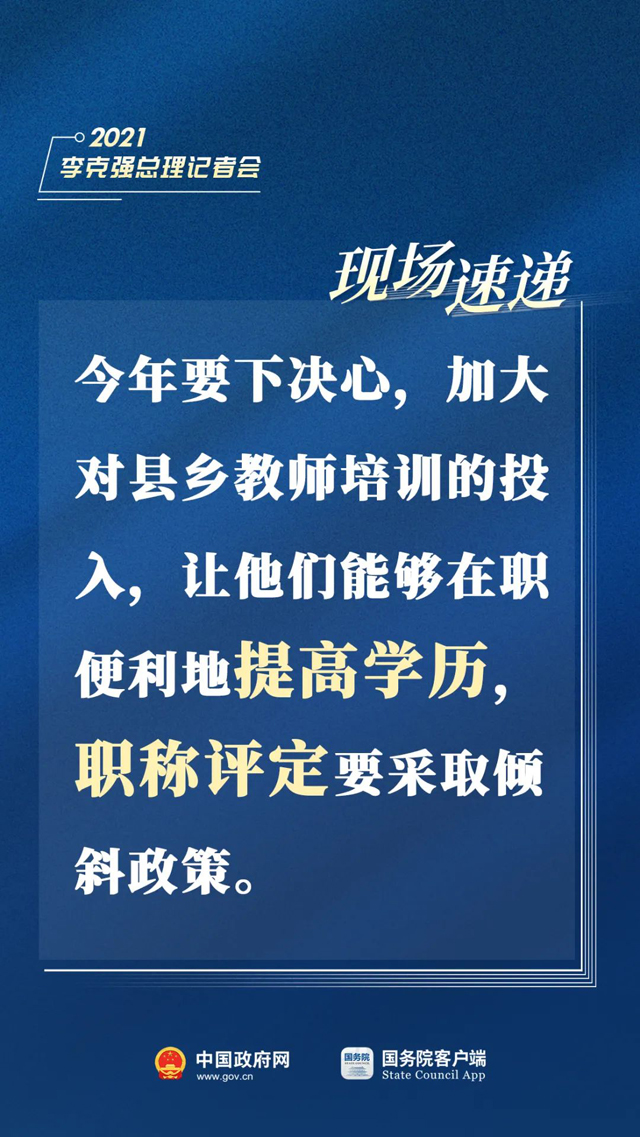 2021
李克强总理记者会
现场速递
今年要下决心，加大
对县乡教师培训的投
入，让他们能够在职
便利地提高学历，
职称评定要采取倾
斜政策。
中国政府网
www.gov.cn
国务院
国务院客户端
State Council App